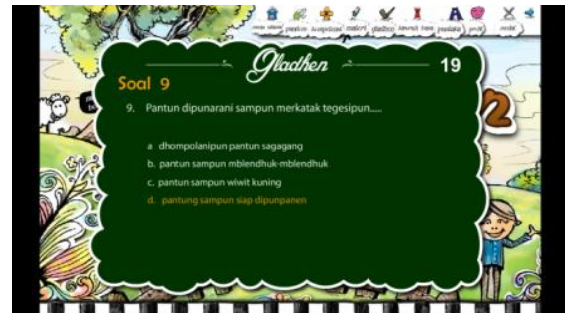 Gladhen
19
Soal 9
9. Pantun dipunarani sampun merkatak tegesipun.....
a dhompolanipun pantun sagagang
b. pantun sampun mblendhuk-mblendhuk
c. pantun sampun wiwit kuning
d. pantung sampun siap dipunpanen
2